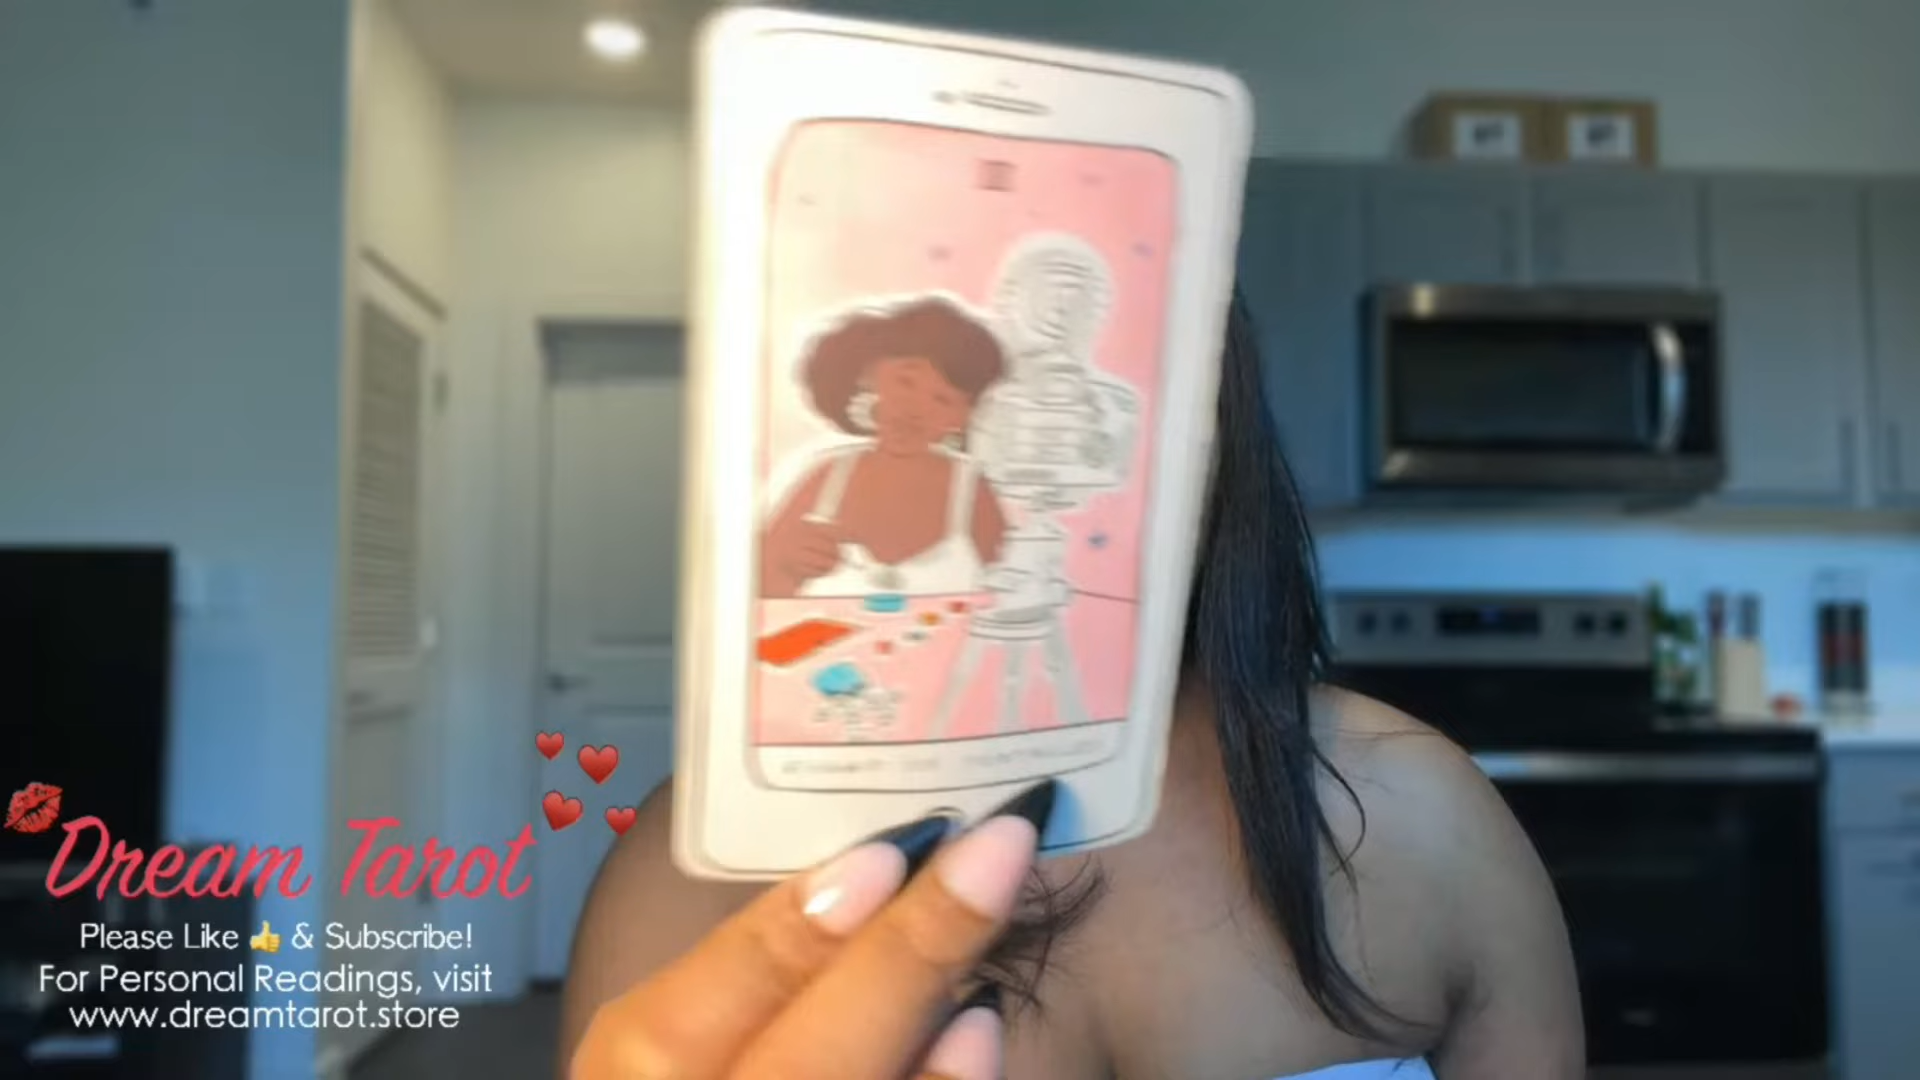 Dream Tarot
Please Like 👍 & Subscribe!
For Personal Readings, visit
www.dreamtarot.store